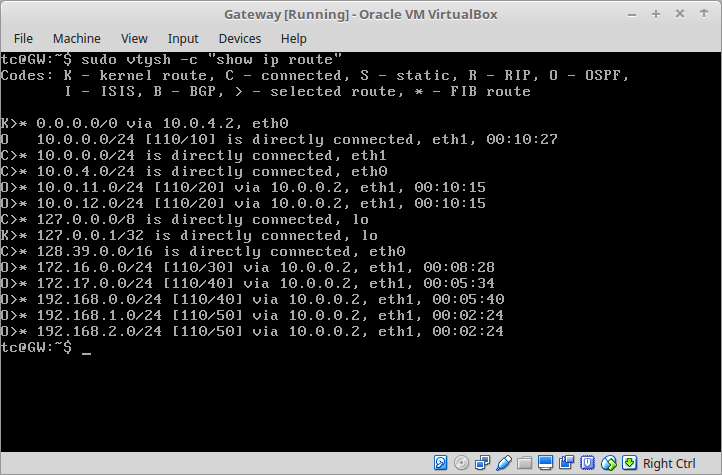 Gateway [Running] - Oracle VM VirtualBox
File Machine View Input Devices Help
tc@GW:~$ sudo vtysh -c "show ip route"
Codes: K - kernel route, C - connected, S - static, R - RIP, O - OSPF,
       I - ISIS, B - BGP, > - selected route, * - FIB route

K>* 0.0.0.0/0 via 10.0.4.2, eth0
O   10.0.0.0/24 [110/10] is directly connected, eth1, 00:10:27
C>* 10.0.0.0/24 is directly connected, eth1
C>* 10.0.4.0/24 is directly connected, eth0
O>* 10.0.11.0/24 [110/20] via 10.0.0.2, eth1, 00:10:15
O>* 10.0.12.0/24 [110/20] via 10.0.0.2, eth1, 00:10:15
C>* 127.0.0.0/8 is directly connected, lo
K>* 127.0.0.1/32 is directly connected, lo
C>* 128.39.0.0/16 is directly connected, eth0
O>* 172.16.0.0/24 [110/30] via 10.0.0.2, eth1, 00:08:28
O>* 172.17.0.0/24 [110/40] via 10.0.0.2, eth1, 00:05:34
O>* 192.168.0.0/24 [110/40] via 10.0.0.2, eth1, 00:05:40
O>* 192.168.1.0/24 [110/50] via 10.0.0.2, eth1, 00:02:24
O>* 192.168.2.0/24 [110/50] via 10.0.0.2, eth1, 00:02:24
tc@GW:~$ _
Right Ctrl